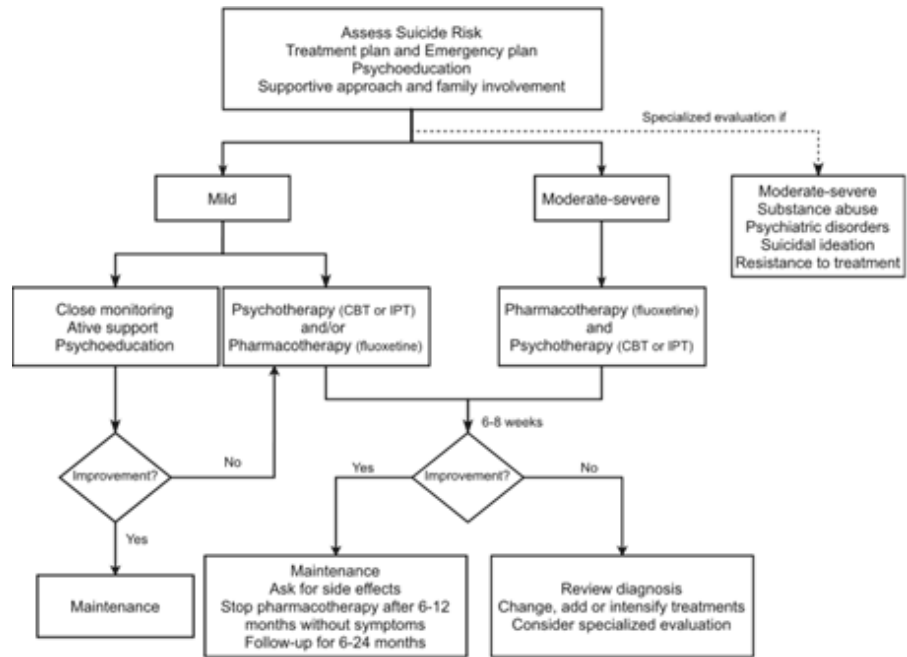 Assess Suicide Risk
Treatment plan and Emergency plan
Psychoeducation
Supportive approach and family involvement
Specialized evaluation if
Mild
Moderate-severe
Moderate-severe
Substance abuse
Psychiatric disorders
Suicidal ideation
Resistance to treatment
Close monitoring
Ative support
Psychoeducation
Psychotherapy (CBT or IPT)
and/or
Pharmacotherapy (fluoxetine)
Pharmacotherapy (fluoxetine)
and
Psychotherapy (CBT or IPT)
6-8 weeks
Improvement?
No
Yes
Yes
Improvement?
No
Maintenance
Maintenance
Ask for side effects
Stop pharmacotherapy after 6-12
months without symptoms
Follow-up for 6-24 months
Review diagnosis
Change, add or intensify treatments
Consider specialized evaluation